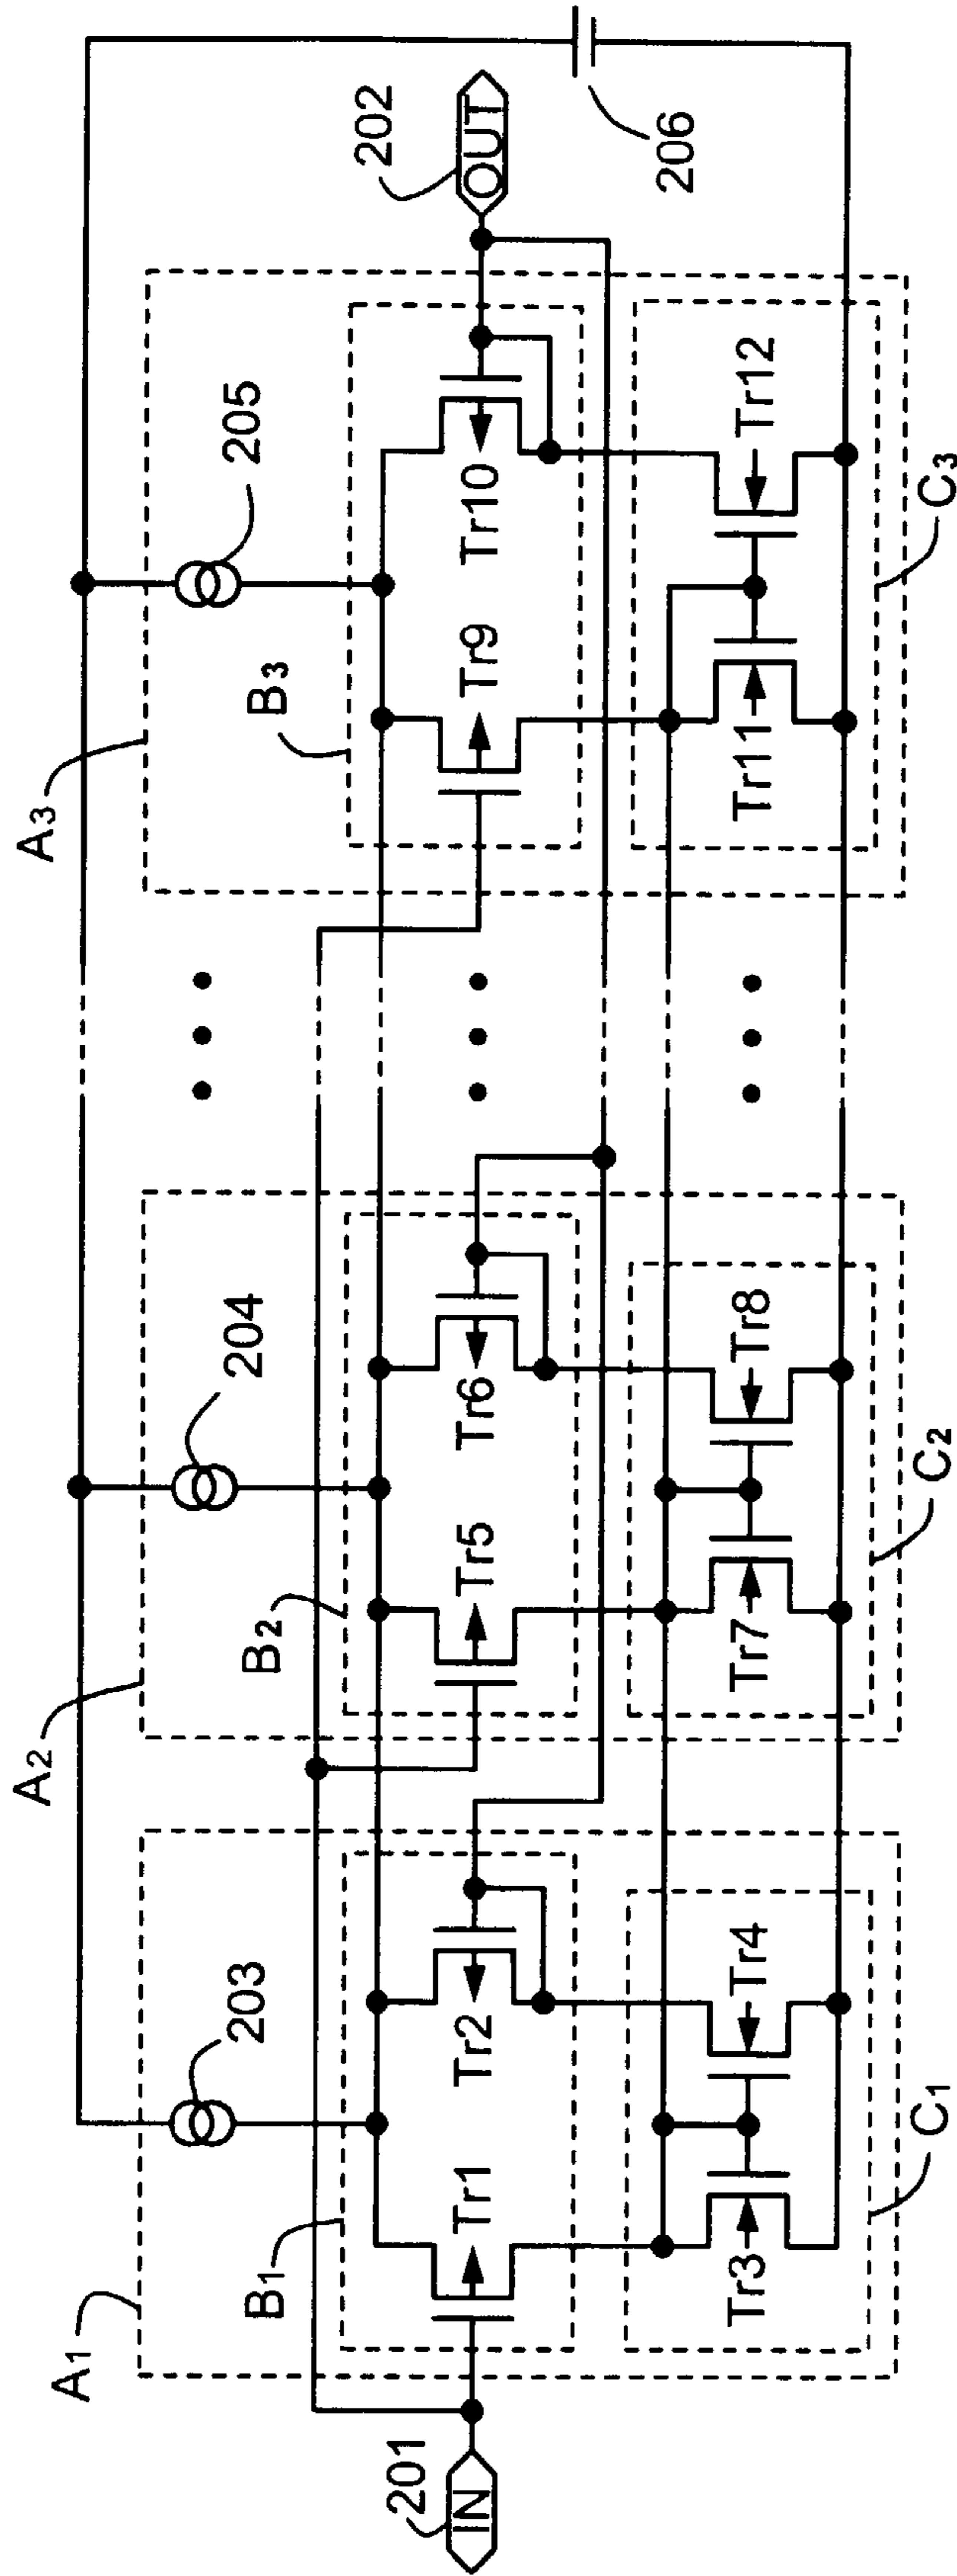 A1
A2
A3
203
204
205
B1
B2
B3
201
IN
Tr1
Tr2
Tr5
Tr6
Tr9
Tr10
202
OUT
206
Tr3
Tr4
Tr7
Tr8
Tr11
Tr12
C1
C2
C3